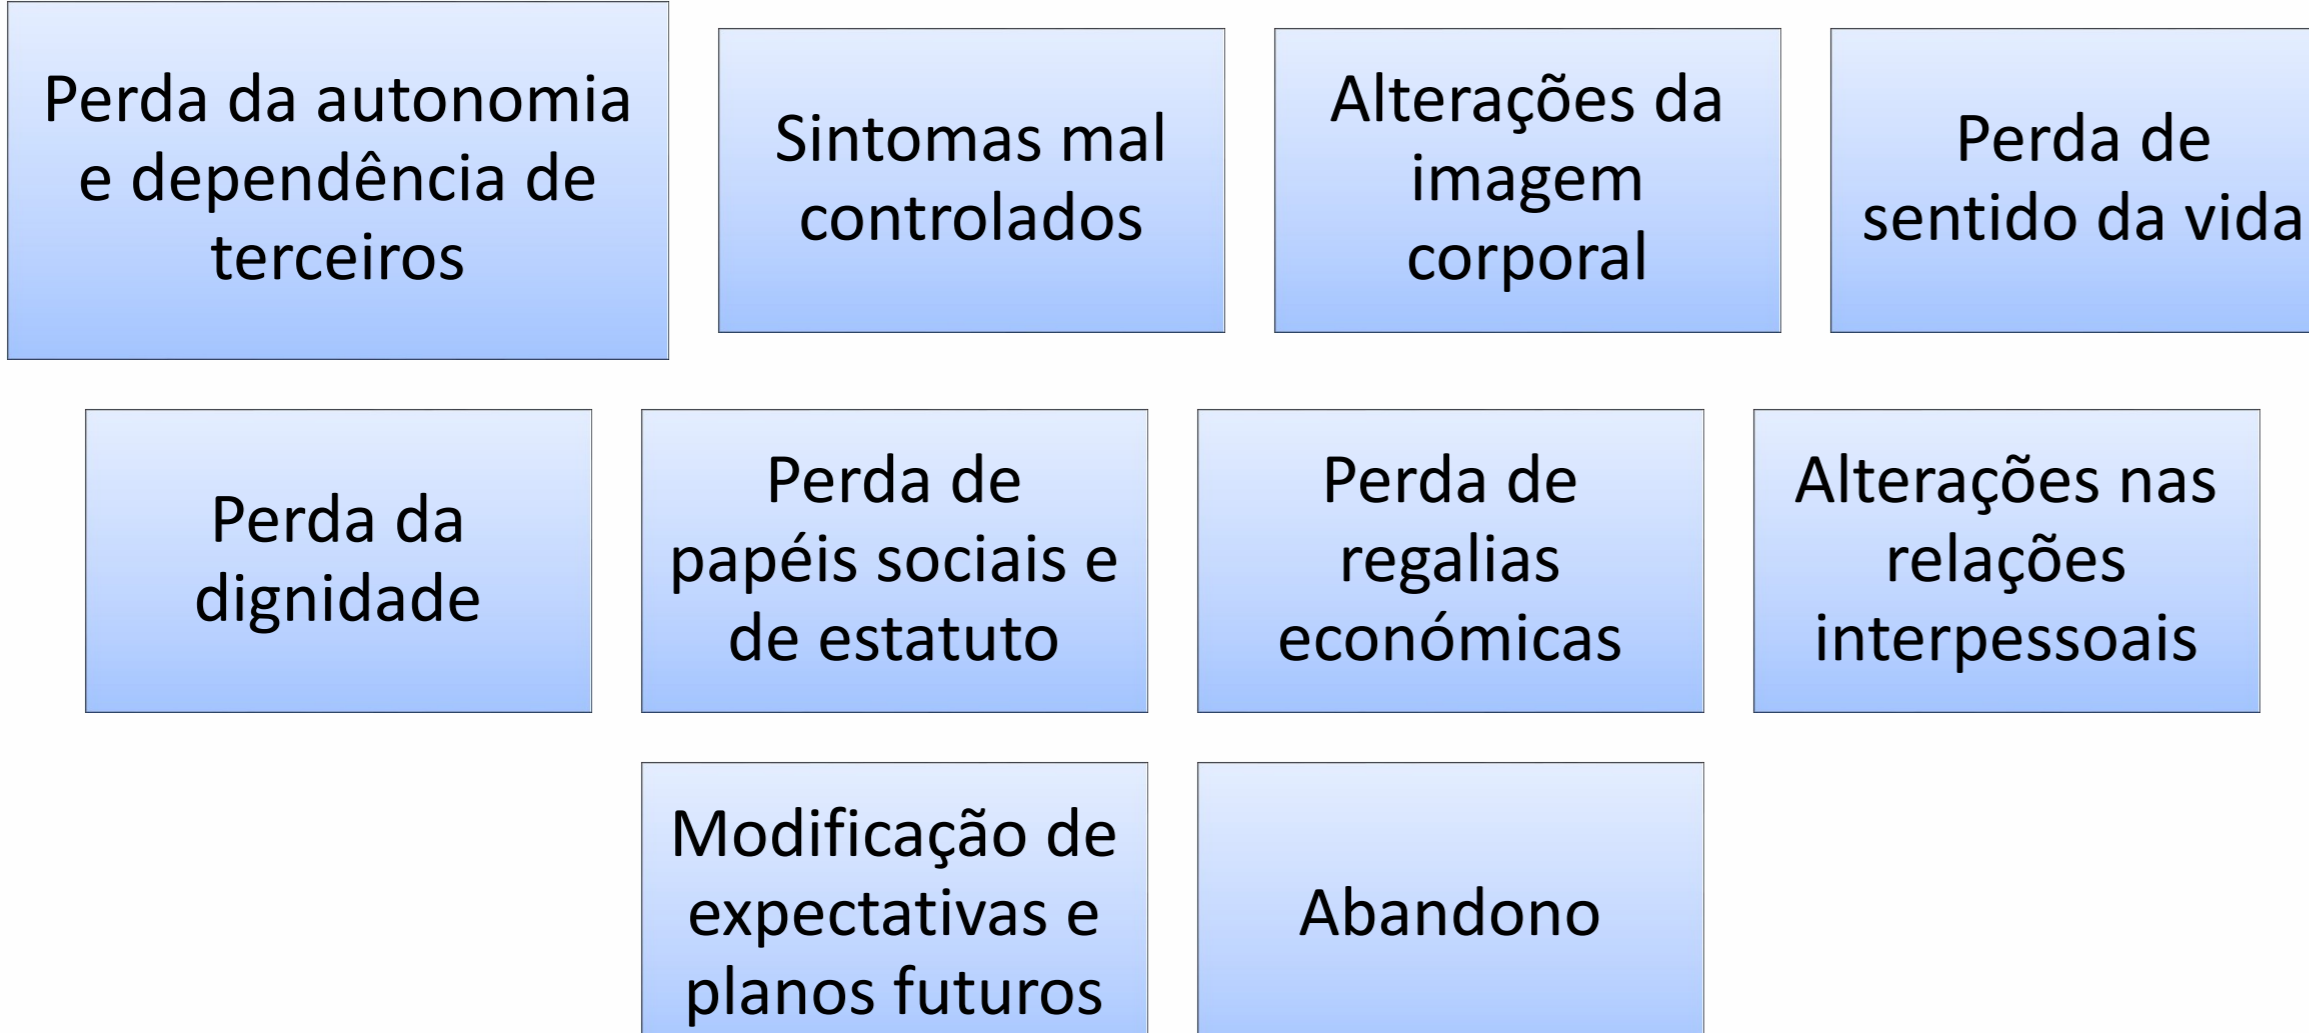 Perda da autonomia
e dependência de
terceiros
Sintomas mal
controlados
Alterações da
imagem
corporal
Perda de
sentido da vida
Perda da
dignidade
Perda de
papéis sociais e
de estatuto
Perda de
regalias
económicas
Alterações nas
relações
interpessoais
Modificação de
expectativas e
planos futuros
Abandono